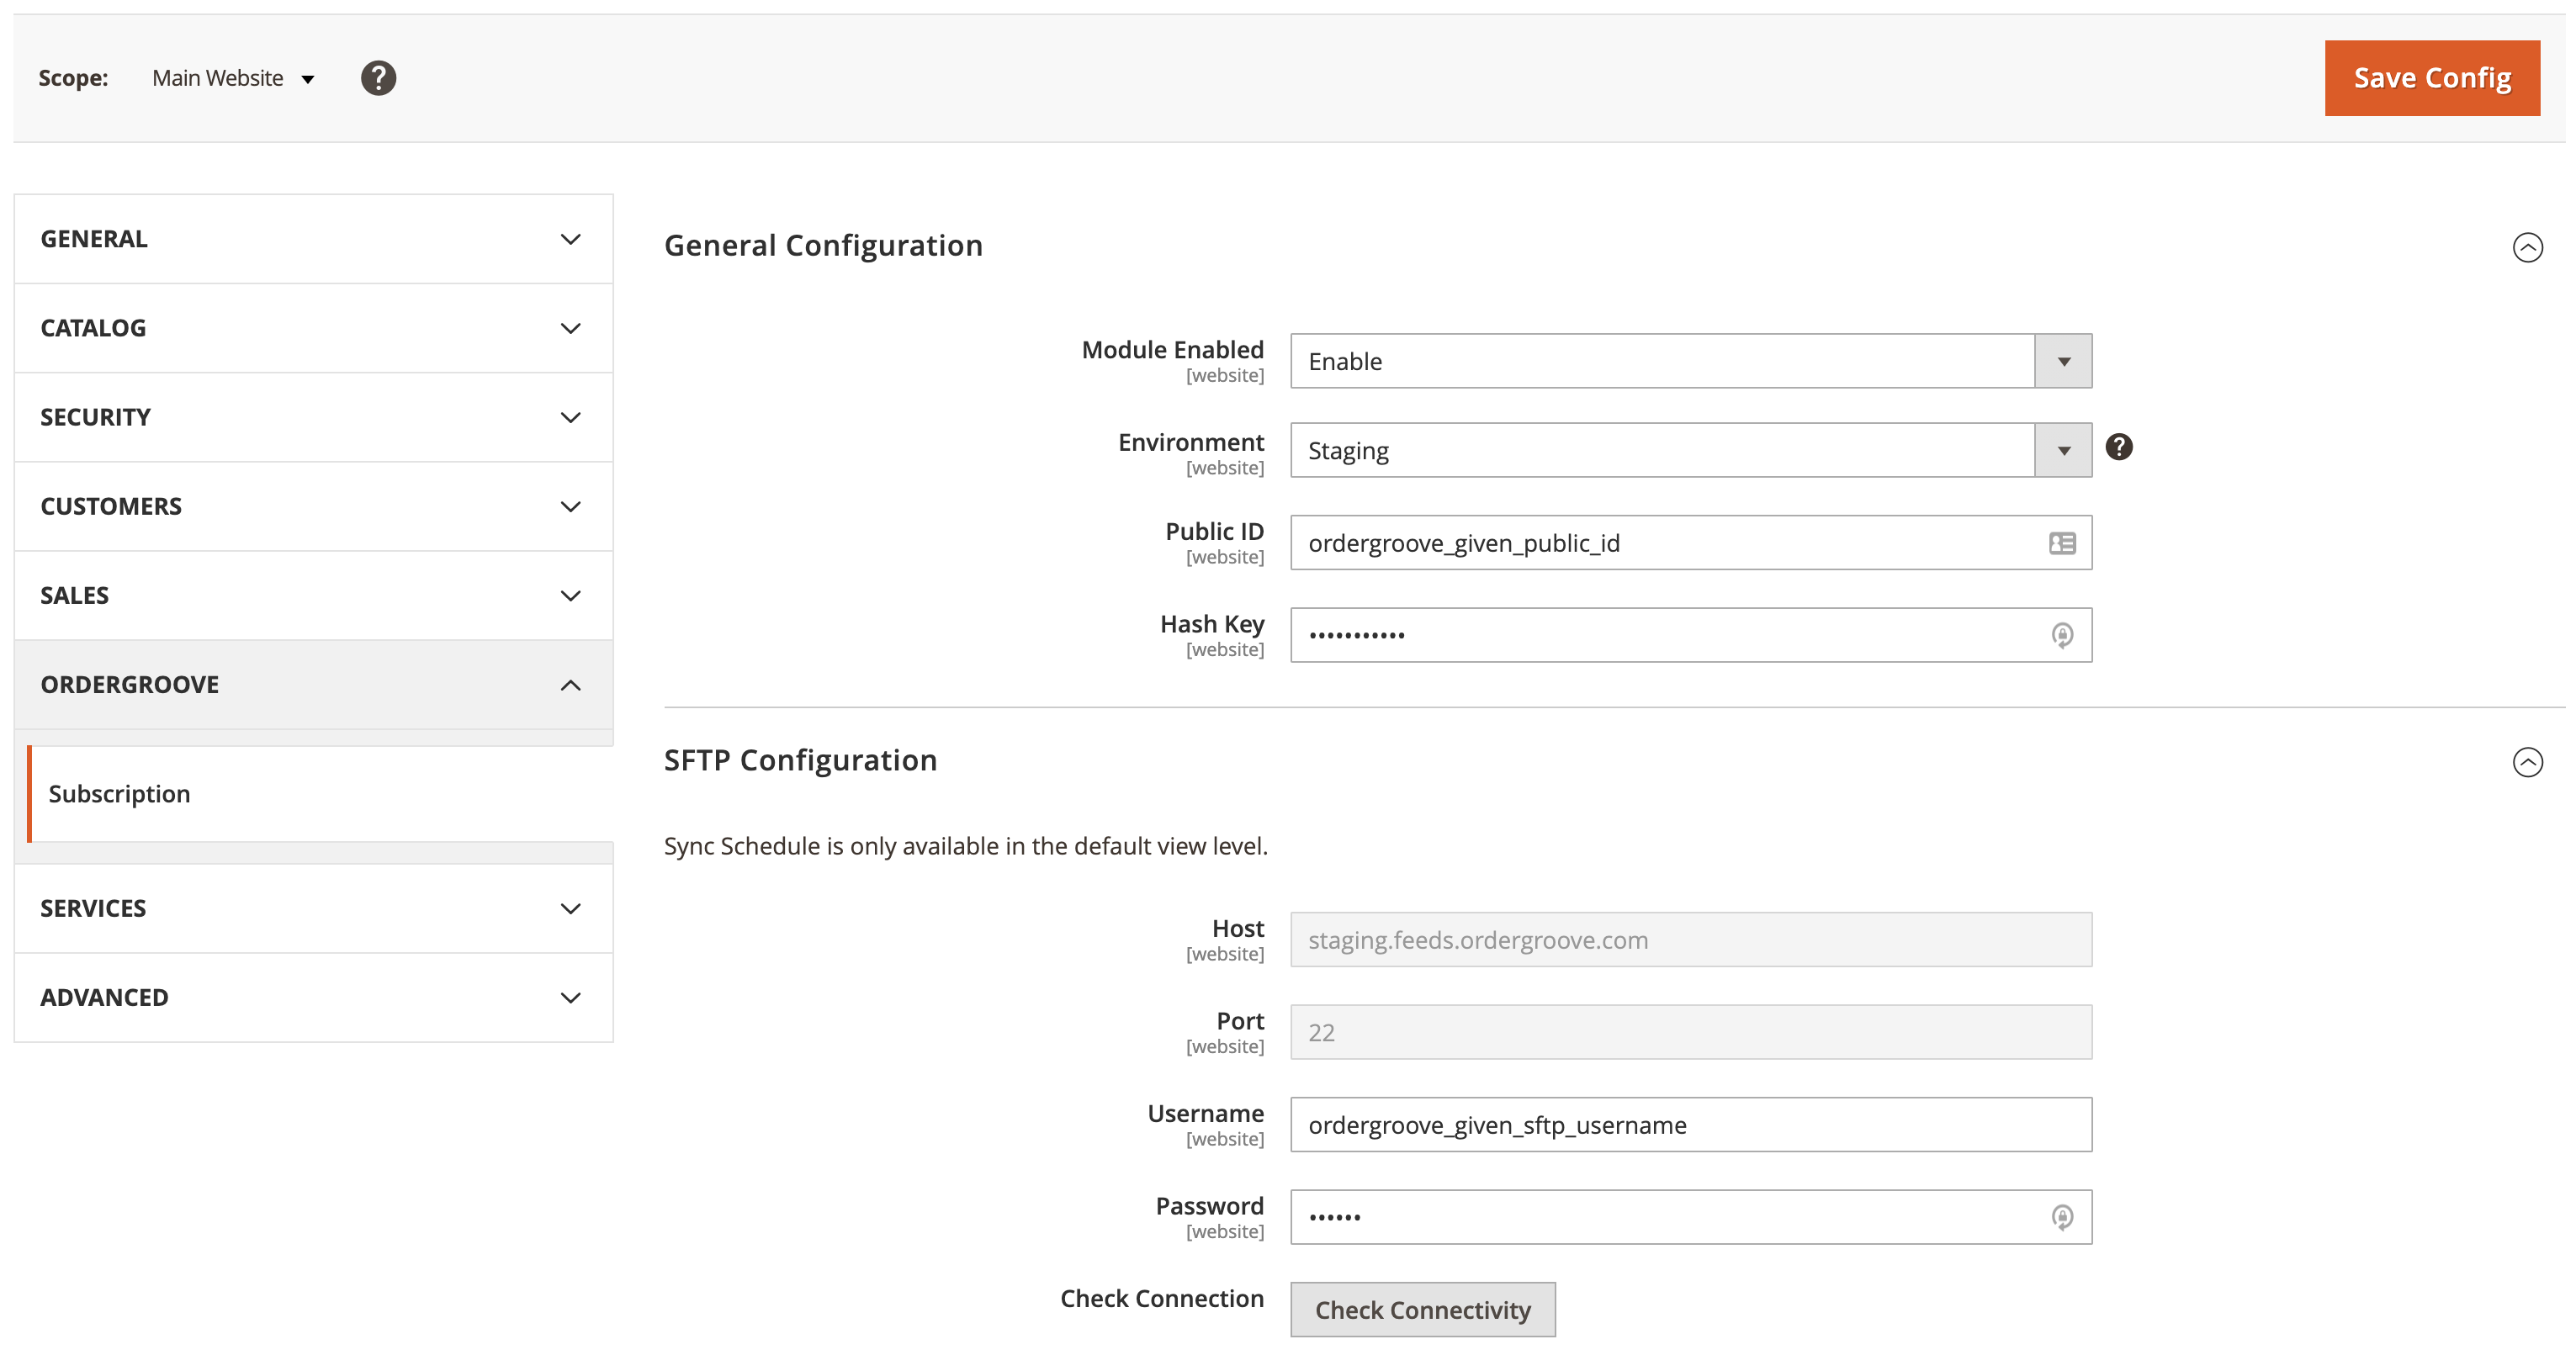 Scope: Main Website ?
Save Config
GENERAL
CATALOG
SECURITY
CUSTOMERS
SALES
ORDERGROOVE
Subscription
SERVICES
ADVANCED
General Configuration
Module Enabled
[website]
Enable
Environment
[website]
Staging
?
Public ID
[website]
ordergroove_given_public_id
Hash Key
[website]
•••••••••••
SFTP Configuration
Sync Schedule is only available in the default view level.
Host
[website]
staging.feeds.ordergroove.com
Port
[website]
22
Username
[website]
ordergroove_given_sftp_username
Password
[website]
••••••
Check Connection
Check Connectivity